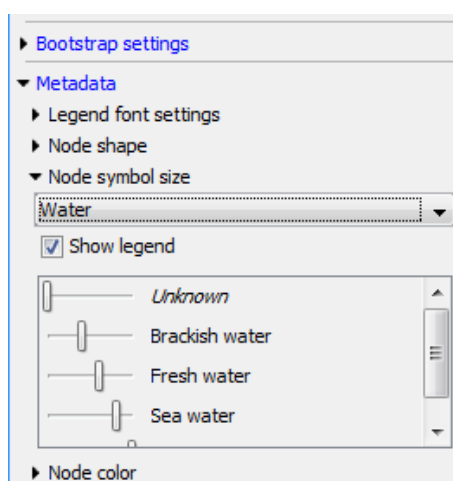 Bootstrap settings
Metadata
Legend font settings
Node shape
Node symbol size
Water
Show legend
Unknown
Brackish water
Fresh water
Sea water
Node color